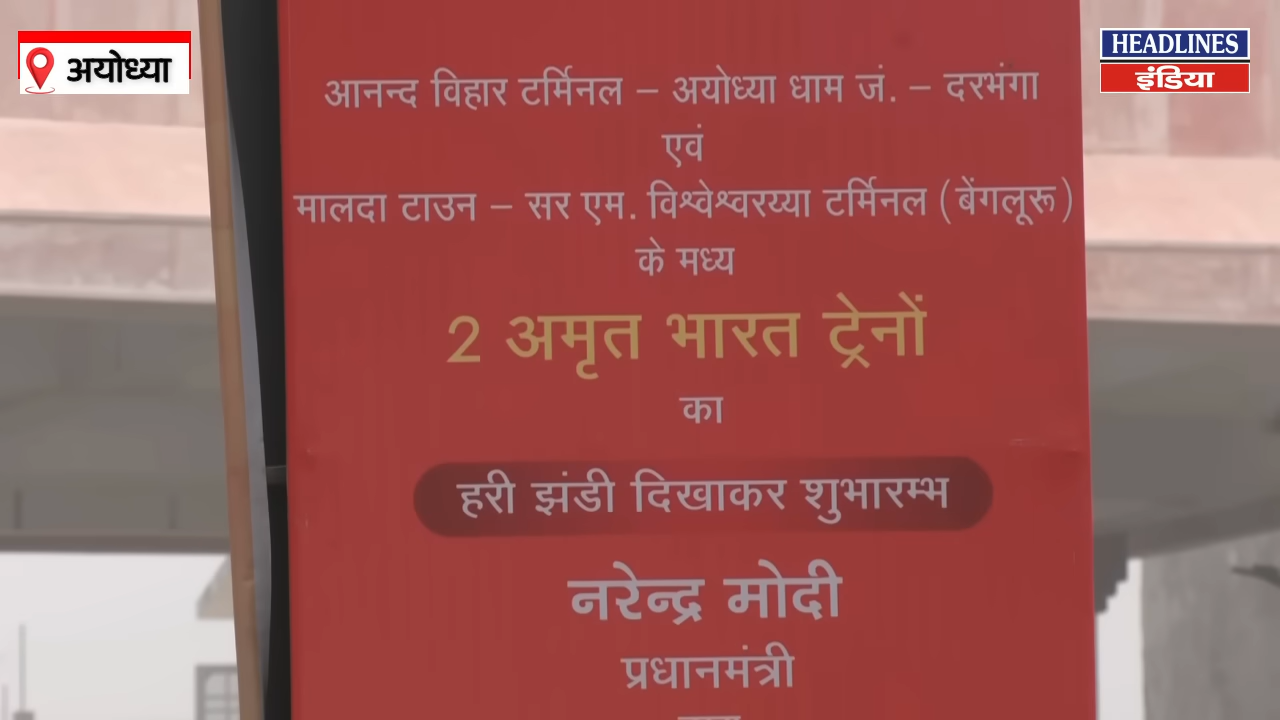 अयोध्या
HEADLINES
इंडिया
आनन्द विहार टर्मिनल – अयोध्या धाम जं. – दरभंगा
एवं
मालदा टाउन – सर एम. विश्वेश्वरय्या टर्मिनल (बेंगलूरू)
के मध्य
2 अमृत भारत ट्रेनों
का
हरी झंडी दिखाकर शुभारम्भ
नरेन्द्र मोदी
प्रधानमंत्री